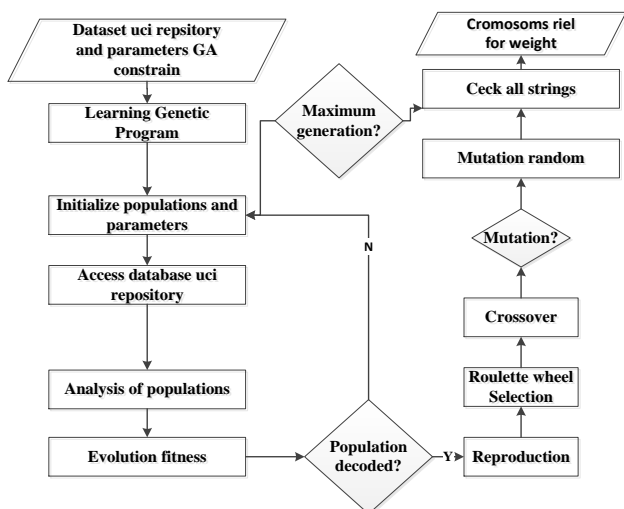 Dataset uci repsitory
and parameters GA
constrain
Learning Genetic
Program
Initialize populations and
parameters
Access database uci
repository
Analysis of populations
Evolution fitness
Population
decoded?
N
Y
Reproduction
Roulette wheel
Selection
Crossover
Mutation?
Mutation random
Ceck all strings
Maximum
generation?
Cromosoms riel
for weight